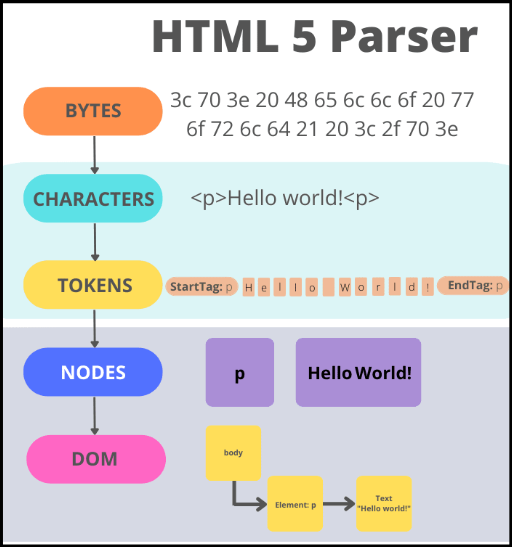 HTML 5 Parser
BYTES
3c 70 3e 20 48 65 6c 6c 6f 20 77
6f 72 6c 64 21 20 3c 2f 70 3e
CHARACTERS
<p>Hello world!<p>
TOKENS
StartTag: p
H e l l o W o r l d !
EndTag: p
NODES
p
Hello World!
DOM
body
Element: p
Text
"Hello world!"